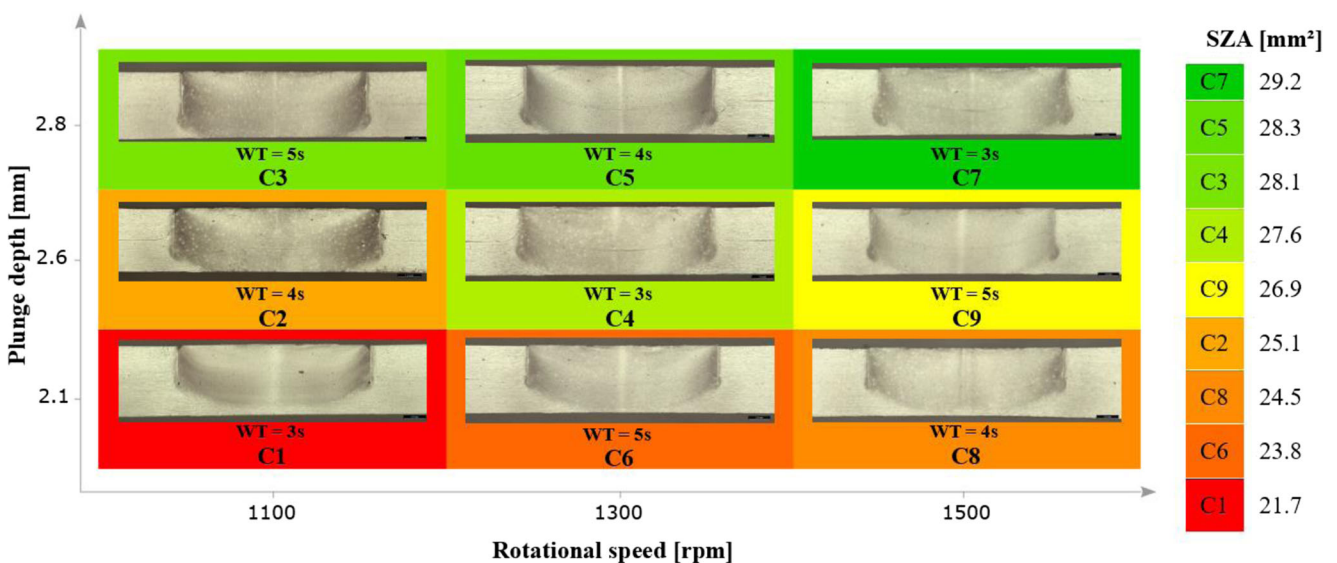 SZA [mm²]
C7 29.2
C5 28.3
C3 28.1
C4 27.6
C9 26.9
C2 25.1
C8 24.5
C6 23.8
C1 21.7
Plunge depth [mm]
2.8
2.6
2.1
WT = 5s
C3
WT = 4s
C5
WT = 3s
C7
WT = 4s
C2
WT = 3s
C4
WT = 5s
C9
WT = 3s
C1
WT = 5s
C6
WT = 4s
C8
1100 1300 1500
Rotational speed [rpm]